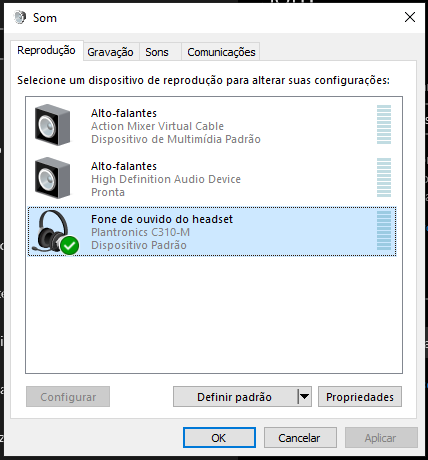 Som
Reprodução
Gravação
Sons
Comunicações
Selecione um dispositivo de reprodução para alterar suas configurações:
Alto-falantes
Action Mixer Virtual Cable
Dispositivo de Multimídia Padrão
Alto-falantes
High Definition Audio Device
Pronta
Fone de ouvido do headset
Plantronics C310-M
Dispositivo Padrão
Configurar
Definir padrão
Propriedades
OK
Cancelar
Aplicar